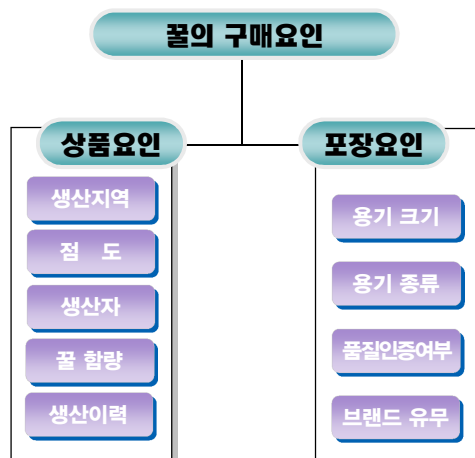 꿀의 구매요인
상품요인
생산지역
점 도
생산자
꿀 함량
생산이력
포장요인
용기 크기
용기 종류
품질인증여부
브랜드 유무